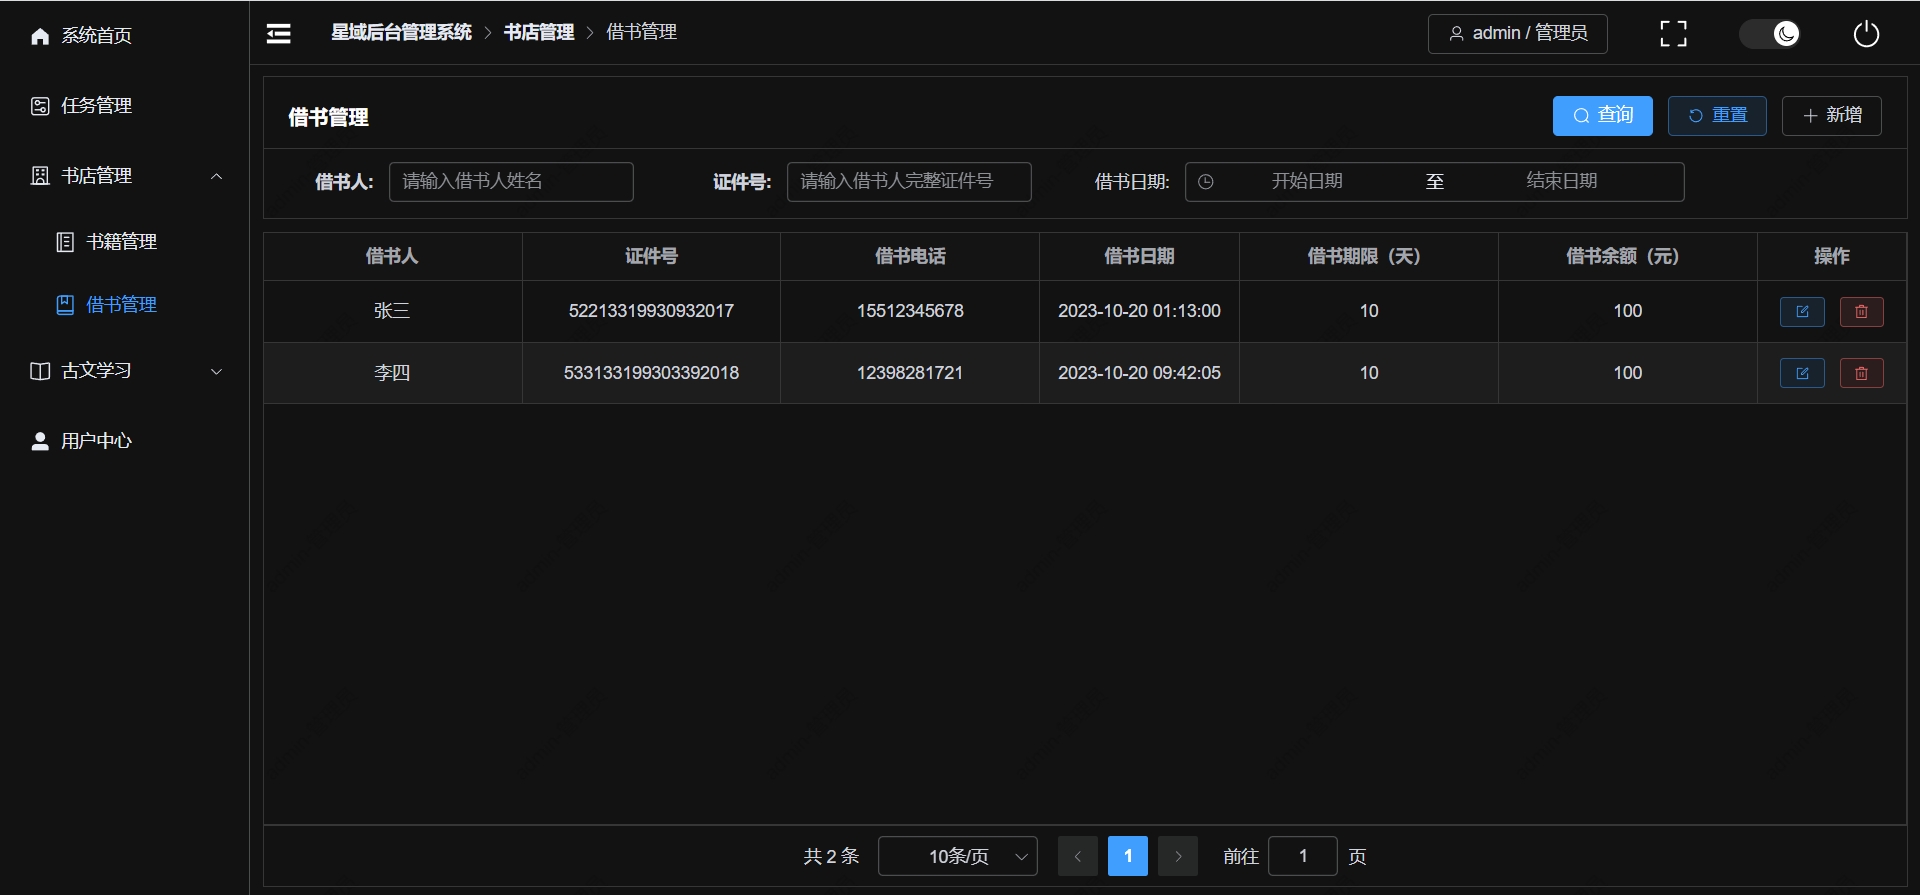 系统首页
任务管理
书店管理
书籍管理
借书管理
古文学习
用户中心
星域后台管理系统 > 书店管理 > 借书管理
admin / 管理员
借书管理
查询
重置
新增
借书人: 请输入借书人姓名 证件号: 请输入借书人完整证件号 借书日期: 开始日期 至 结束日期
借书人 证件号 借书电话 借书日期 借书期限（天） 借书余额（元） 操作
张三 52213319930932017 15512345678 2023-10-20 01:13:00 10 100
李四 533133199303392018 12398281721 2023-10-20 09:42:05 10 100
共 2 条 10条/页 1 前往 1 页